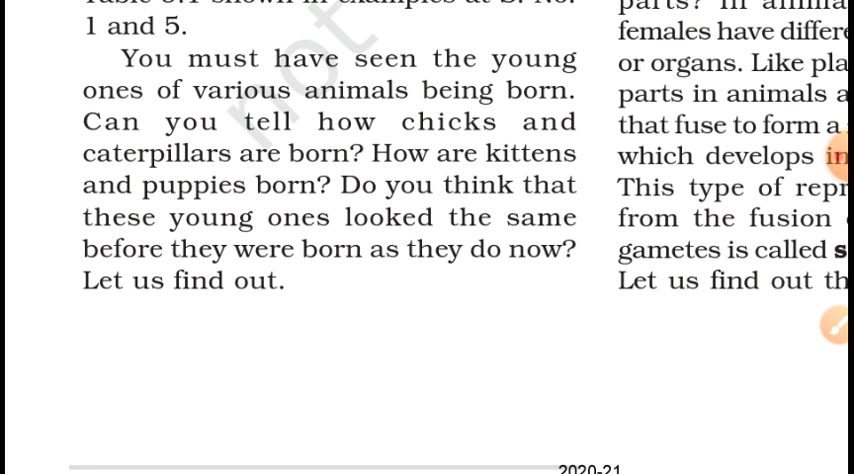 1 and 5.
You must have seen the young
ones of various animals being born.
Can you tell how chicks and
caterpillars are born? How are kittens
and puppies born? Do you think that
these young ones looked the same
before they were born as they do now?
Let us find out.
parts? In
females have
or organs. Like
parts in animals
that fuse to form a
which develops
This type of
from the fusion
gametes is called
Let us find out
not
2020-21